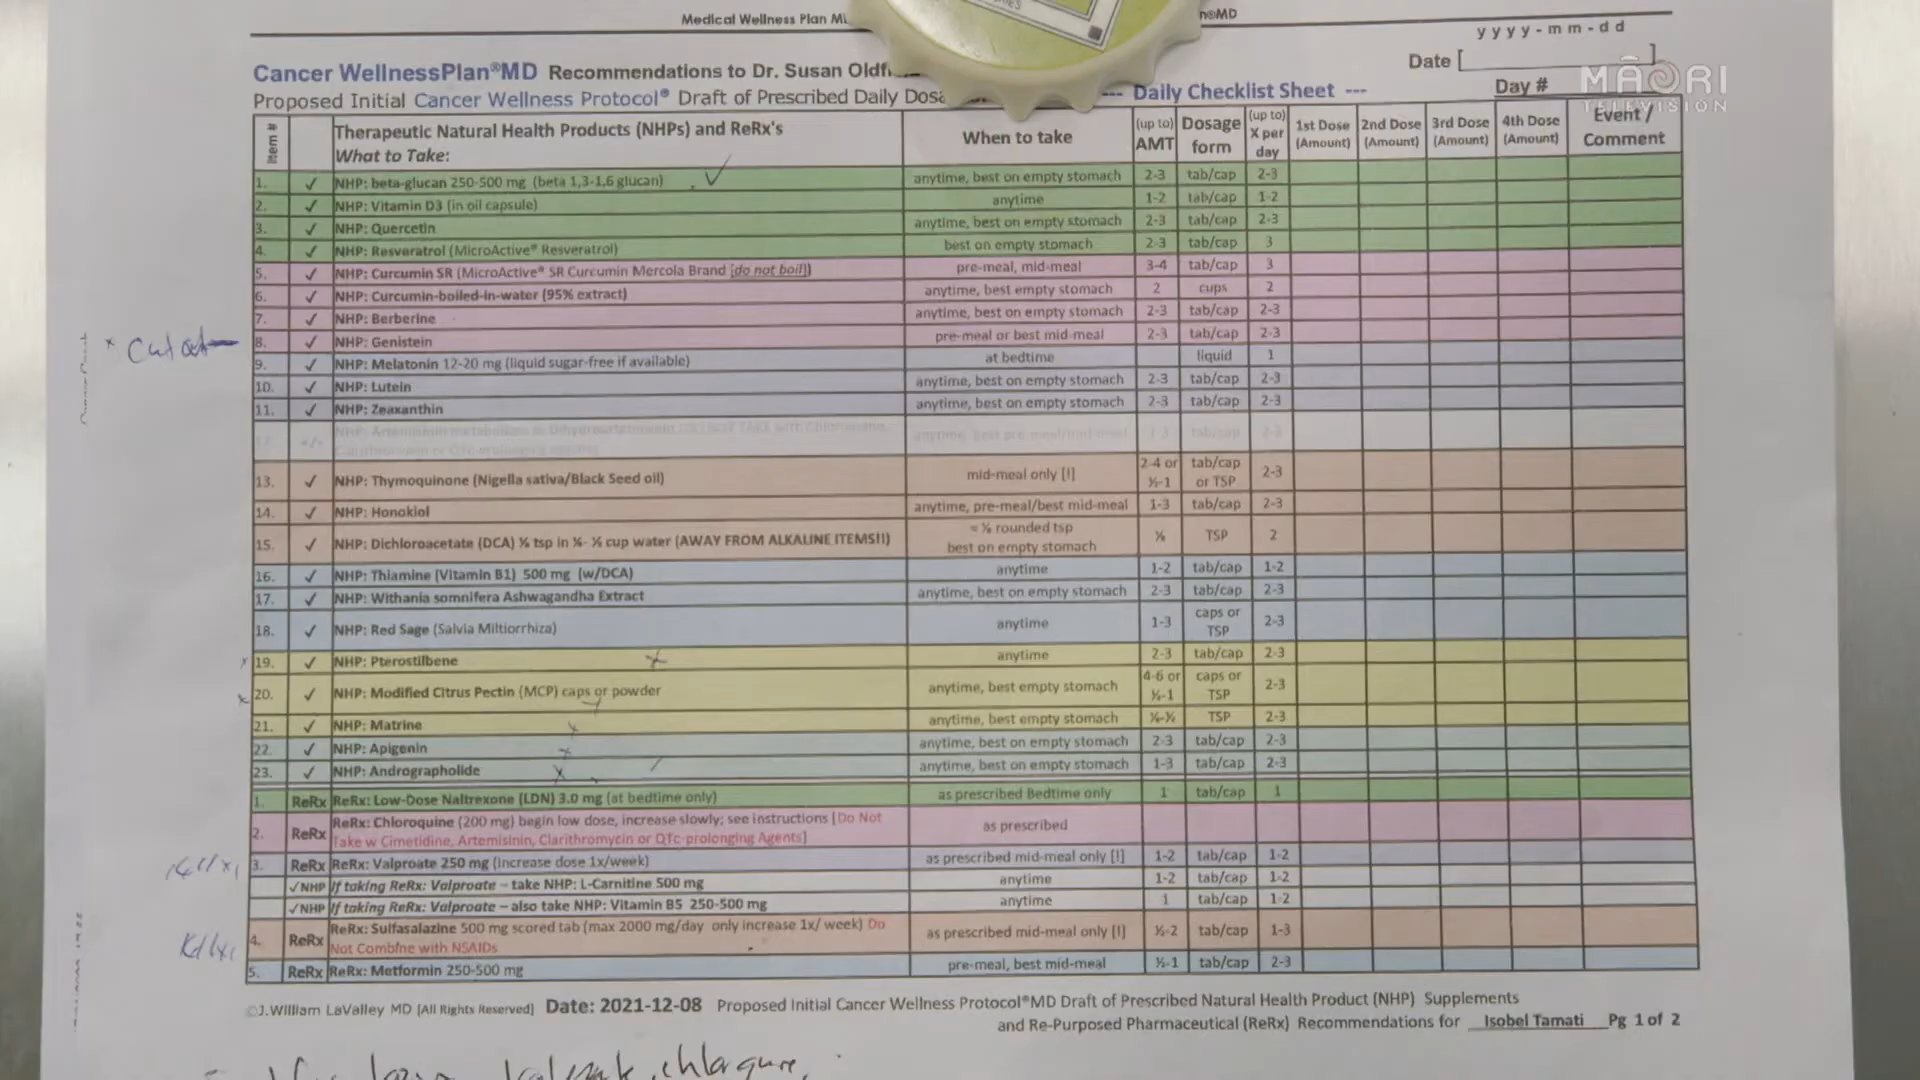 Medical Wellness Plan
n®MD
yyyy-mm-dd
Cancer WellnessPlan®MD Recommendations to Dr. Susan
Date [ ]
MĀORI
TELEVISION
Proposed Initial Cancer Wellness Protocol® Draft of Prescribed Daily
--- Daily Checklist Sheet ---
Day #
Item # Therapeutic Natural Health Products (NHPs) and ReRx's What to Take: When to take (up to) AMT Dosage form (up to) X per day 1st Dose (Amount) 2nd Dose (Amount) 3rd Dose (Amount) 4th Dose (Amount) Event / Comment
1. ✓ NHP: beta-glucan 250-500 mg (beta 1,3-1,6 glucan) ✓ anytime, best on empty stomach 2-3 tab/cap 2-3
2. ✓ NHP: Vitamin D3 (in oil capsule) anytime 1-2 tab/cap 1-2
3. ✓ NHP: Quercetin anytime, best on empty stomach 2-3 tab/cap 2-3
4. ✓ NHP: Resveratrol (MicroActive® Resveratrol) best on empty stomach 2-3 tab/cap 3
5. ✓ NHP: Curcumin SR (MicroActive® SR Curcumin Mercola Brand [do not boil]) pre-meal, mid-meal 3-4 tab/cap 3
6. ✓ NHP: Curcumin-boiled-in-water (95% extract) anytime, best empty stomach 2 cups 2
7. ✓ NHP: Berberine anytime, best on empty stomach 2-3 tab/cap 2-3
8. ✓ NHP: Genistein pre-meal or best mid-meal 2-3 tab/cap 2-3
9. ✓ NHP: Melatonin 12-20 mg (liquid sugar-free if available) at bedtime liquid 1
10. ✓ NHP: Lutein anytime, best on empty stomach 2-3 tab/cap 2-3
11. ✓ NHP: Zeaxanthin anytime, best on empty stomach 2-3 tab/cap 2-3
13. ✓ NHP: Thymoquinone (Nigella sativa/Black Seed oil) mid-meal only [!] 2-4 or ½-1 tab/cap or TSP 2-3
14. ✓ NHP: Honokiol anytime, pre-meal/best mid-meal 1-3 tab/cap 2-3
15. ✓ NHP: Dichloroacetate (DCA) tsp in cup water (AWAY FROM ALKALINE ITEMS!!) rounded tsp best on empty stomach TSP 2
16. ✓ NHP: Thiamine (Vitamin B1) 500 mg (w/DCA) anytime 1-2 tab/cap 1-2
17. ✓ NHP: Withania somnifera Ashwagandha Extract anytime, best on empty stomach 2-3 tab/cap 2-3
18. ✓ NHP: Red Sage (Salvia Miltiorrhiza) anytime 1-3 caps or TSP 2-3
x 19. ✓ NHP: Pterostilbene x anytime 2-3 tab/cap 2-3
x 20. ✓ NHP: Modified Citrus Pectin (MCP) caps or powder anytime, best empty stomach 4-6 or ½-1 caps or TSP 2-3
21. ✓ NHP: Matrine x anytime, best empty stomach TSP 2-3
22. ✓ NHP: Apigenin x anytime, best on empty stomach 2-3 tab/cap 2-3
23. ✓ NHP: Andrographolide x anytime, best on empty stomach 1-3 tab/cap 2-3
1. ReRx ReRx: Low-Dose Naltrexone (LDN) 3.0 mg (at bedtime only) as prescribed Bedtime only 1 tab/cap 1
2. ReRx ReRx: Chloroquine (200 mg) begin low dose, increase slowly; see instructions [Do Not Take w Cimetidine, Artemisinin, Clarithromycin or QTc-prolonging Agents] as prescribed
3. ReRx ReRx: Valproate 250 mg (increase dose 1x/week) as prescribed mid-meal only [!] 1-2 tab/cap 1-2
✓NHP If taking ReRx: Valproate – take NHP: L-Carnitine 500 mg anytime 1-2 tab/cap 1-2
✓NHP If taking ReRx: Valproate – also take NHP: Vitamin B5 250-500 mg anytime 1 tab/cap 1-2
4. ReRx ReRx: Sulfasalazine 500 mg scored tab (max 2000 mg/day only increase 1x/ week) Do Not Combine with NSAIDs as prescribed mid-meal only [!] ½-2 tab/cap 1-3
5. ReRx ReRx: Metformin 250-500 mg pre-meal, best mid-meal ½-1 tab/cap 2-3
©J.William LaValley MD [All Rights Reserved] Date: 2021-12-08 Proposed Initial Cancer Wellness Protocol®MD Draft of Prescribed Natural Health Product (NHP) Supplements
and Re-Purposed Pharmaceutical (ReRx) Recommendations for Isobel Tamati Pg 1 of 2